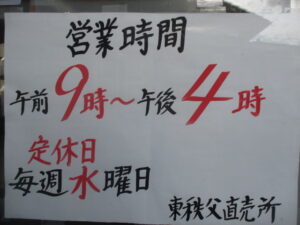 営業時間
午前9時～午後4時
定休日
毎週水曜日
東秩父直売所